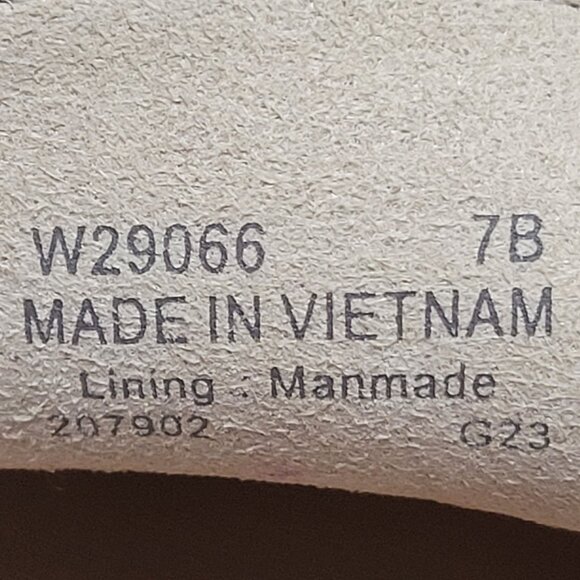 W29066 7B
MADE IN VIETNAM
Lining : Manmade
207902 G23